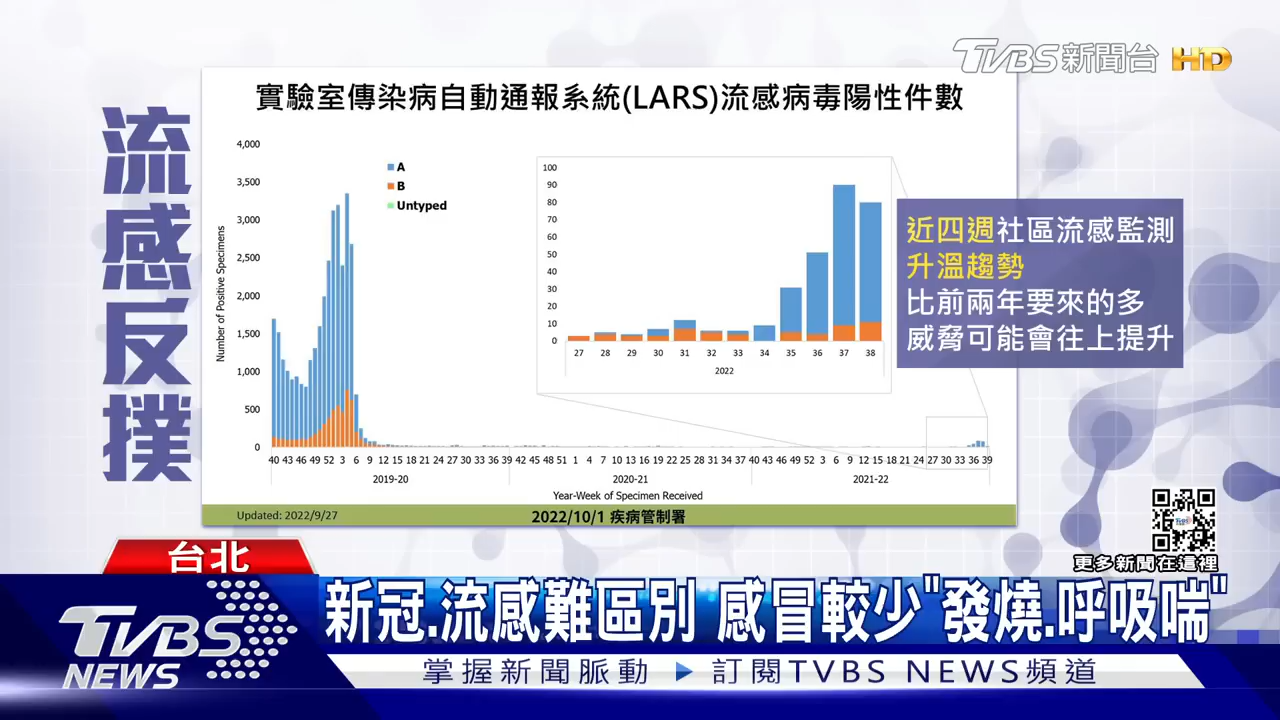 TVBS新聞台 HD
流感反撲
實驗室傳染病自動通報系統(LARS)流感病毒陽性件數
4,000
3,500
3,000
2,500
2,000
1,500
1,000
500
0
Number of Positive Specimens
A
B
Untyped
100
90
80
70
60
50
40
30
20
10
0
27 28 29 30 31 32 33 34 35 36 37 38
2022
近四週社區流感監測
升溫趨勢
比前兩年要來的多
威脅可能會往上提升
40 43 46 49 52 3 6 9 12 15 18 21 24 27 30 33 36 39 42 45 48 51 1 4 7 10 13 16 19 22 25 28 31 34 37 40 43 46 49 52 3 6 9 12 15 18 21 24 27 30 33 36 39
2019-20 2020-21 2021-22
Year-Week of Specimen Received
Updated: 2022/9/27
2022/10/1 疾病管制署
更多新聞在這裡
台北
新冠.流感難區別 感冒較少"發燒.呼吸喘"
TVBS
NEWS
掌握新聞脈動 ▶ 訂閱TVBS NEWS頻道